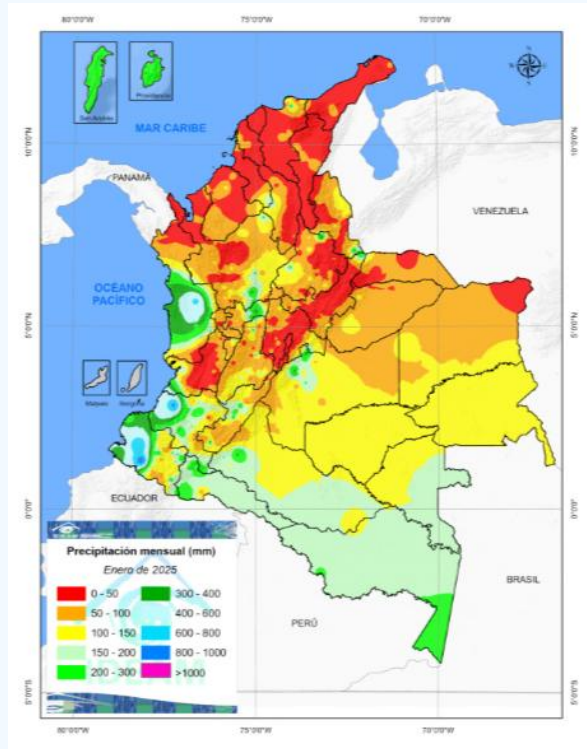 80°0'0"W 75°0'0"W 70°0'0"W
San Andres
Providencia
MAR CARIBE
10°0'0"N
10°0'0"N
PANAMÁ
VENEZUELA
OCÉANO
PACÍFICO
5°0'0"N
5°0'0"N
Malpelo
Gorgona
ECUADOR
0°0'0"
0°0'0"
Precipitación mensual (mm)
Enero de 2025
0 - 50
50 - 100
100 - 150
150 - 200
200 - 300
300 - 400
400 - 600
600 - 800
800 - 1000
>1000
IDEAM
BRASIL
PERÚ
5°0'0"S
5°0'0"S
80°0'0"W 75°0'0"W 70°0'0"W